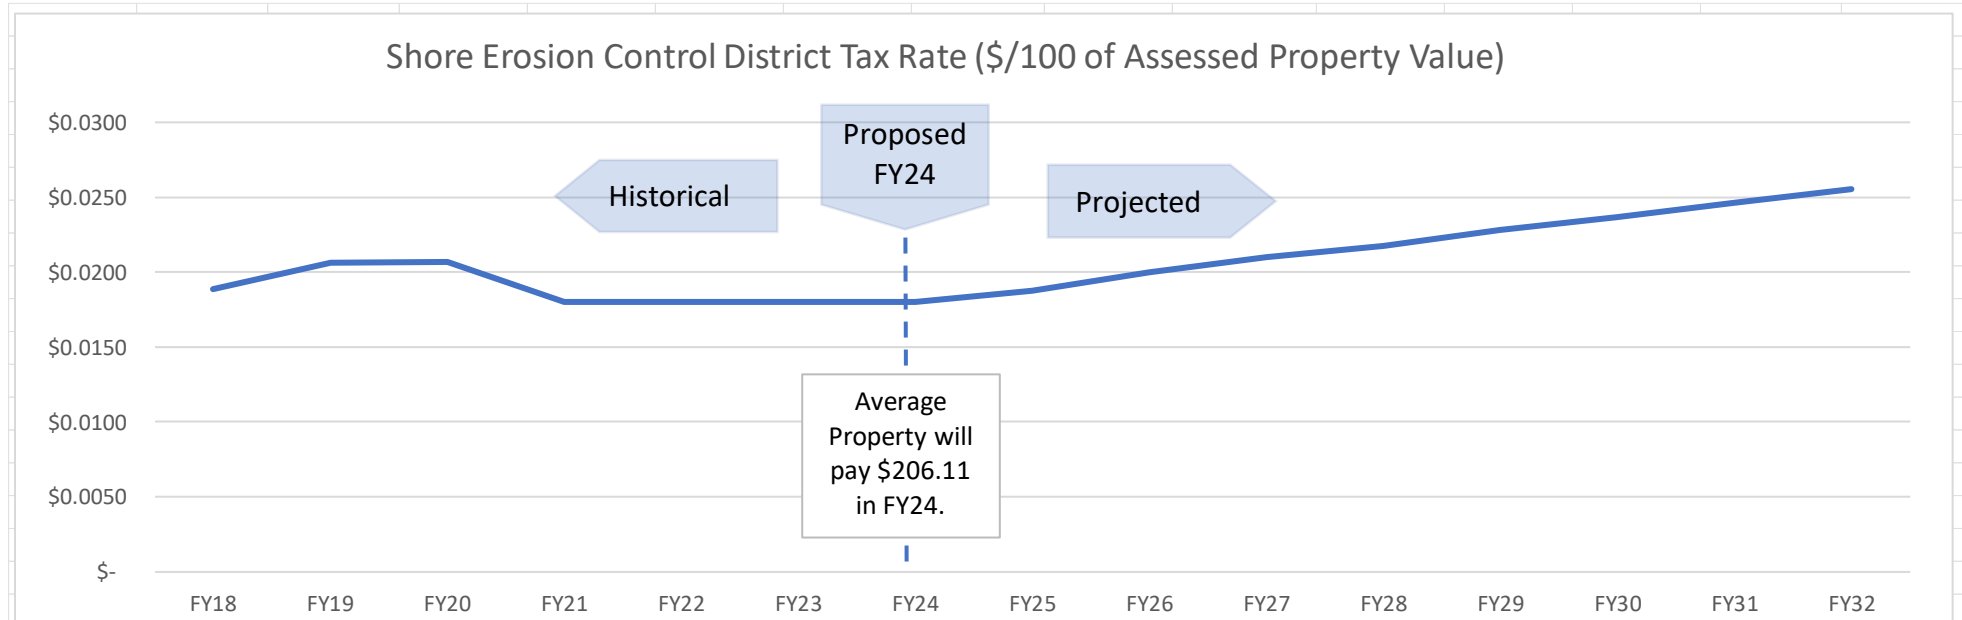 Shore Erosion Control District Tax Rate ($/100 of Assessed Property Value)
$0.0300
$0.0250
$0.0200
$0.0150
$0.0100
$0.0050
$-
Historical
Proposed
FY24
Projected
Average
Property will
pay $206.11
in FY24.
FY18 FY19 FY20 FY21 FY22 FY23 FY24 FY25 FY26 FY27 FY28 FY29 FY30 FY31 FY32